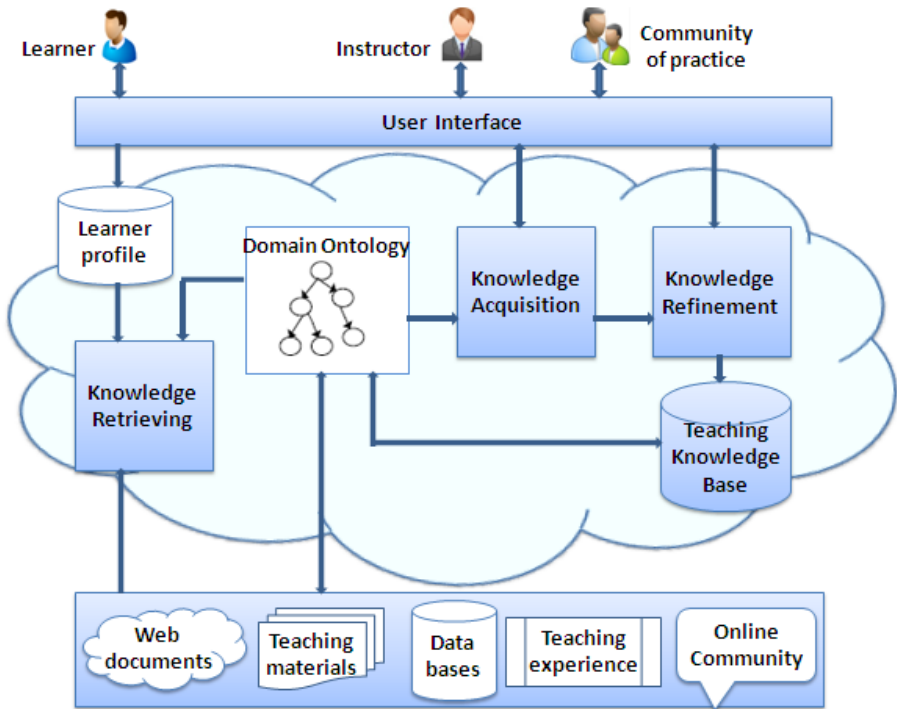 Learner
Instructor
Community
of practice
User Interface
Learner
profile
Domain Ontology
Knowledge
Acquisition
Knowledge
Refinement
Knowledge
Retrieving
Teaching
Knowledge
Base
Web
documents
Teaching
materials
Data
bases
Teaching
experience
Online
Community